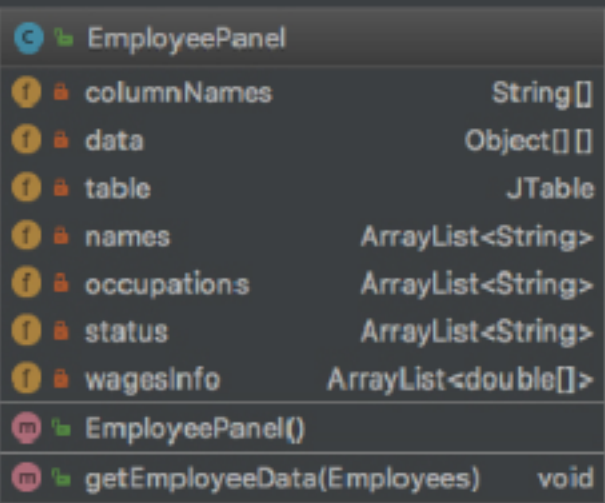 EmployeePanel
columnNames String[]
data Object[][]
table JTable
names ArrayList<String>
occupations ArrayList<String>
status ArrayList<String>
wagesInfo ArrayList<double[]>
EmployeePanel()
getEmployeeData(Employees) void